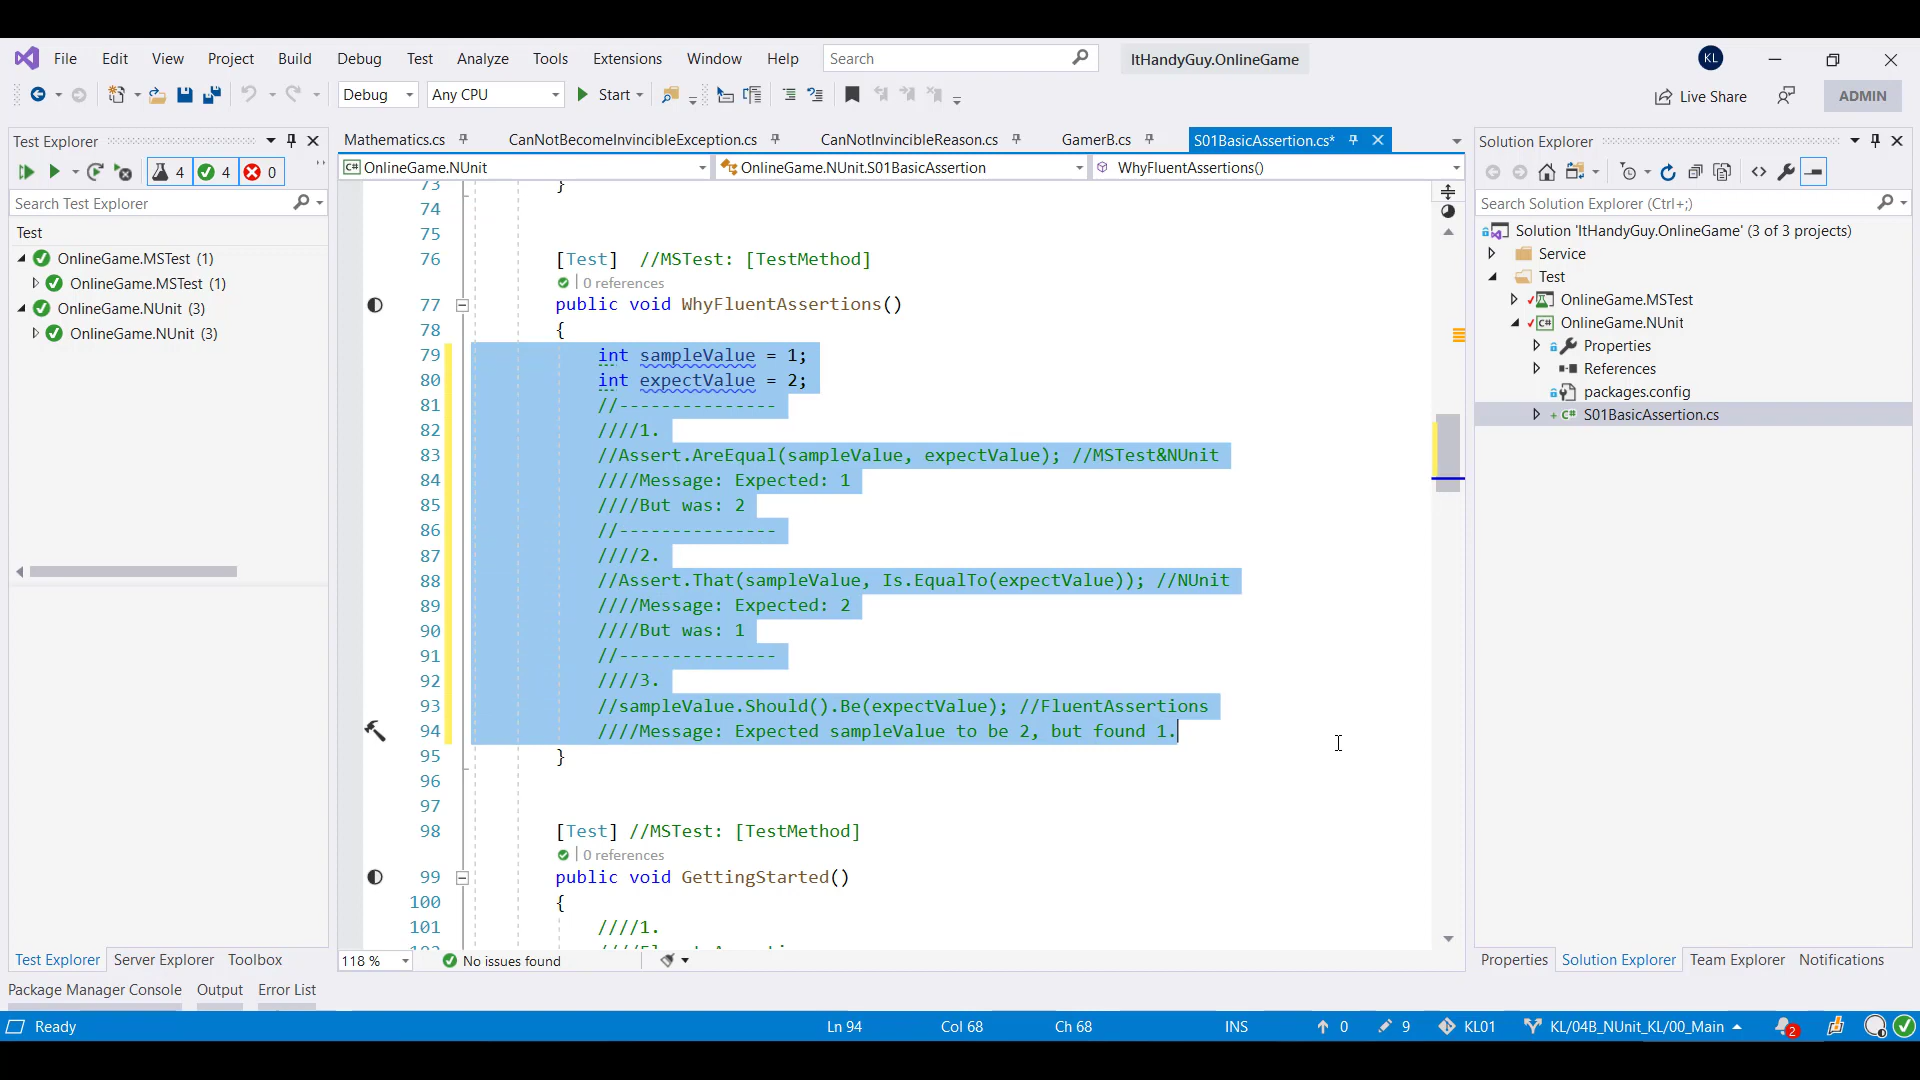 File Edit View Project Build Debug Test Analyze Tools Extensions Window Help Search ItHandyGuy.OnlineGame KL
Debug Any CPU Start Live Share ADMIN
Test Explorer
4 4 0
Search Test Explorer
Test
OnlineGame.MSTest (1)
OnlineGame.MSTest (1)
OnlineGame.NUnit (3)
OnlineGame.NUnit (3)
Mathematics.cs CanNotBecomeInvincibleException.cs CanNotInvincibleReason.cs GamerB.cs S01BasicAssertion.cs*
OnlineGame.NUnit OnlineGame.NUnit.S01BasicAssertion WhyFluentAssertions()
73 }
74
75
76 [Test] //MSTest: [TestMethod]
0 references
77 public void WhyFluentAssertions()
78 {
79 int sampleValue = 1;
80 int expectValue = 2;
81 //---------------
82 ////1.
83 //Assert.AreEqual(sampleValue, expectValue); //MSTest&NUnit
84 ////Message: Expected: 1
85 ////But was: 2
86 //---------------
87 ////2.
88 //Assert.That(sampleValue, Is.EqualTo(expectValue)); //NUnit
89 ////Message: Expected: 2
90 ////But was: 1
91 //---------------
92 ////3.
93 //sampleValue.Should().Be(expectValue); //FluentAssertions
94 ////Message: Expected sampleValue to be 2, but found 1.
95 }
96
97
98 [Test] //MSTest: [TestMethod]
0 references
99 public void GettingStarted()
100 {
101 ////1.
118 % No issues found
Solution Explorer
Search Solution Explorer (Ctrl+;)
Solution 'ItHandyGuy.OnlineGame' (3 of 3 projects)
Service
Test
OnlineGame.MSTest
OnlineGame.NUnit
Properties
References
packages.config
S01BasicAssertion.cs
Test Explorer Server Explorer Toolbox
Properties Solution Explorer Team Explorer Notifications
Package Manager Console Output Error List
Ready Ln 94 Col 68 Ch 68 INS 0 9 KL01 KL/04B_NUnit_KL/00_Main 2